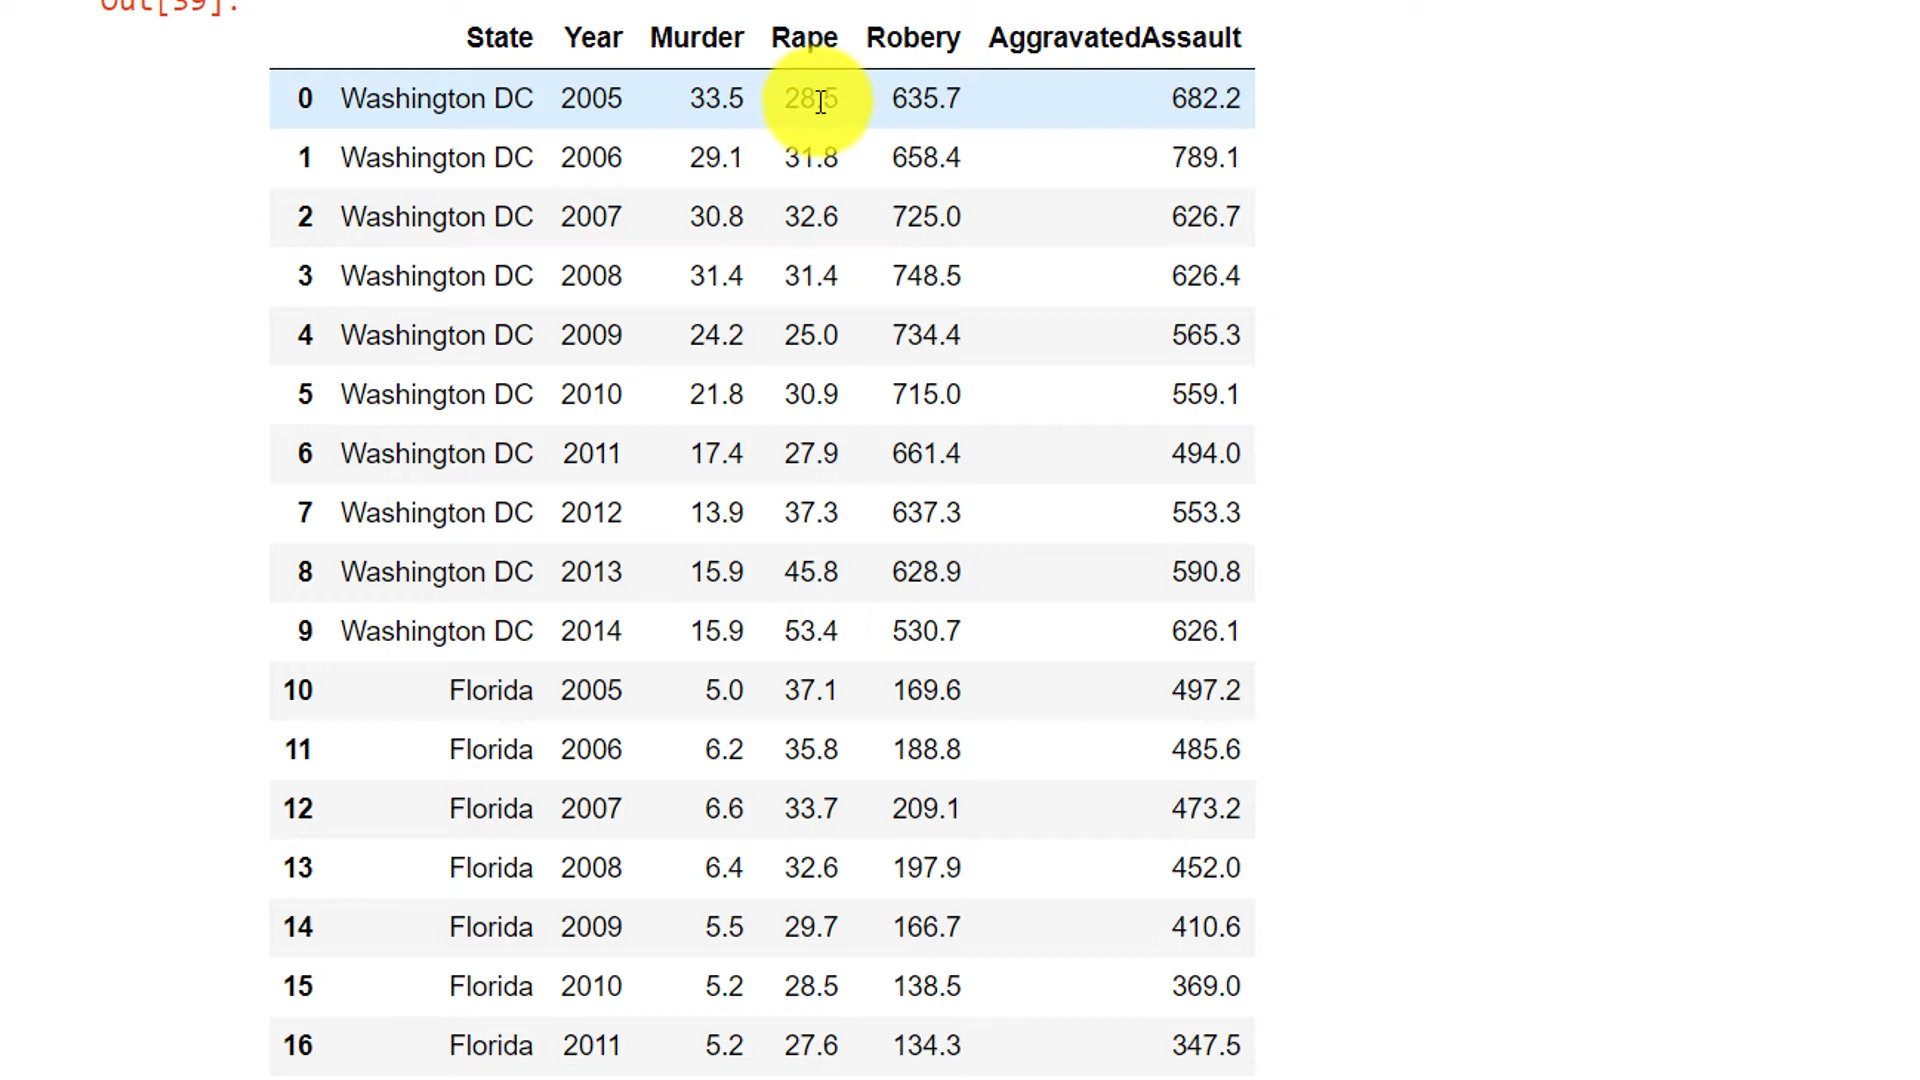 Out[39]:
State Year Murder Rape Robery AggravatedAssault
0 Washington DC 2005 33.5 28.5 635.7 682.2
1 Washington DC 2006 29.1 31.8 658.4 789.1
2 Washington DC 2007 30.8 32.6 725.0 626.7
3 Washington DC 2008 31.4 31.4 748.5 626.4
4 Washington DC 2009 24.2 25.0 734.4 565.3
5 Washington DC 2010 21.8 30.9 715.0 559.1
6 Washington DC 2011 17.4 27.9 661.4 494.0
7 Washington DC 2012 13.9 37.3 637.3 553.3
8 Washington DC 2013 15.9 45.8 628.9 590.8
9 Washington DC 2014 15.9 53.4 530.7 626.1
10 Florida 2005 5.0 37.1 169.6 497.2
11 Florida 2006 6.2 35.8 188.8 485.6
12 Florida 2007 6.6 33.7 209.1 473.2
13 Florida 2008 6.4 32.6 197.9 452.0
14 Florida 2009 5.5 29.7 166.7 410.6
15 Florida 2010 5.2 28.5 138.5 369.0
16 Florida 2011 5.2 27.6 134.3 347.5